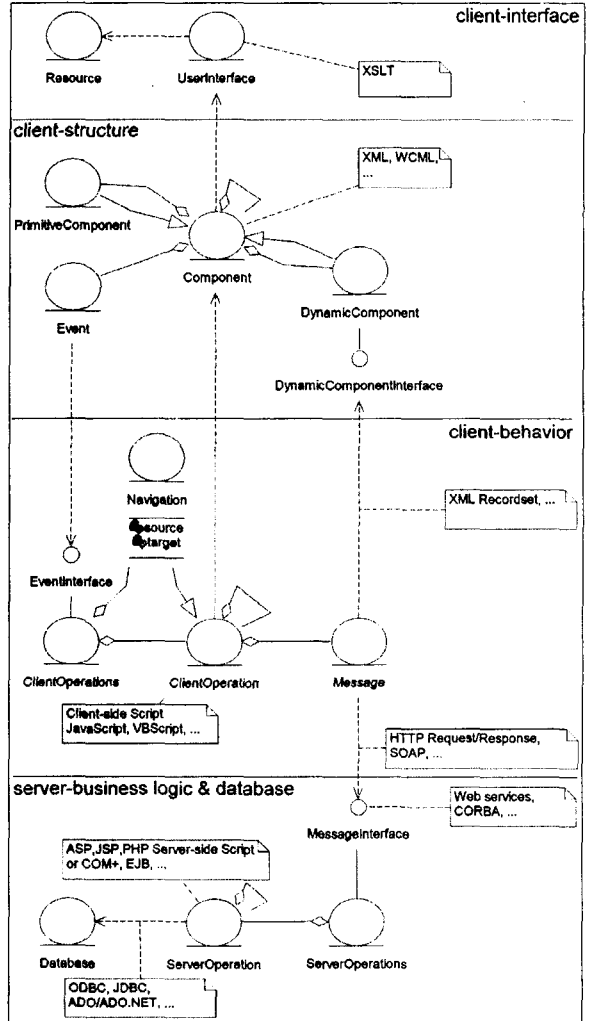 client-interface
Resource
UserInterface
XSLT
client-structure
XML, WCML,
...
PrimitiveComponent
Component
Event
DynamicComponent
DynamicComponentInterface
client-behavior
Navigation
source
target
XML Recordset, ...
EventInterface
ClientOperations
ClientOperation
Message
Client-side Script
JavaScript, VBScript, ...
HTTP Request/Response,
SOAP, ...
server-business logic & database
Web services,
CORBA, ...
MessageInterface
ASP,JSP,PHP Server-side Script
or COM+, EJB, ...
Database
ServerOperation
ServerOperations
ODBC, JDBC,
ADO/ADO.NET, ...